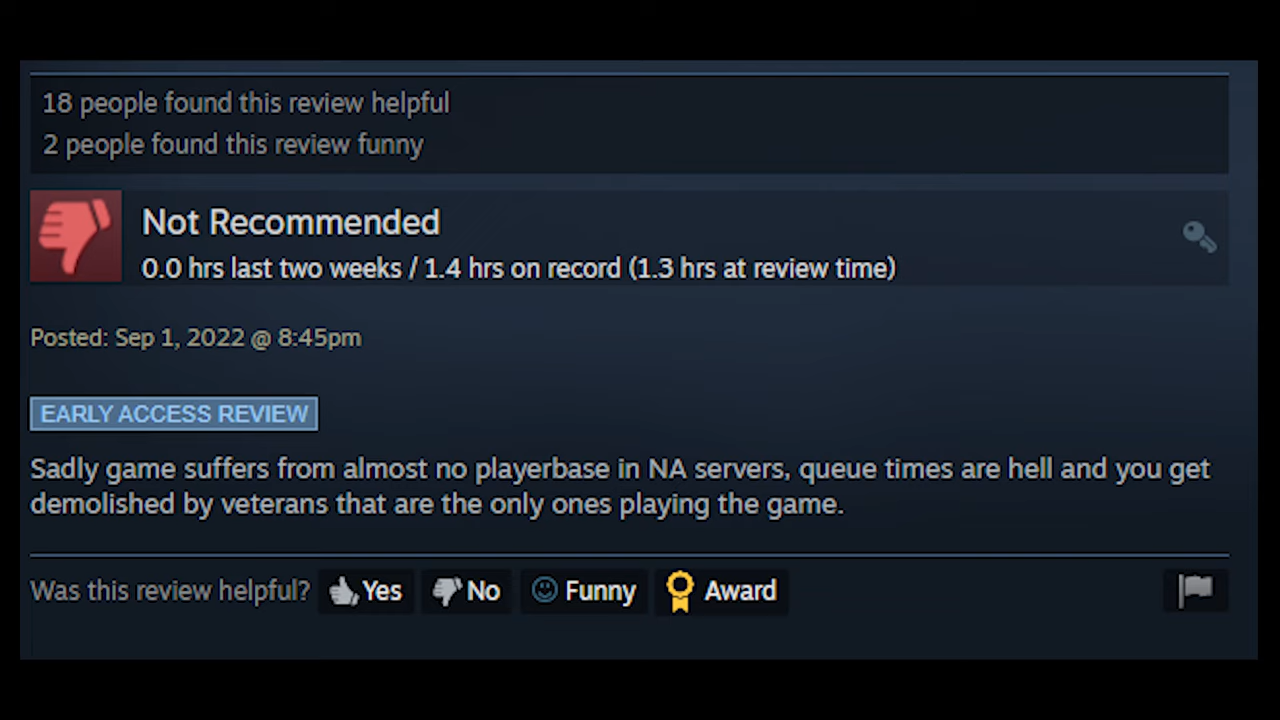 18 people found this review helpful
2 people found this review funny
Not Recommended
0.0 hrs last two weeks / 1.4 hrs on record (1.3 hrs at review time)
Posted: Sep 1, 2022 @ 8:45pm
EARLY ACCESS REVIEW
Sadly game suffers from almost no playerbase in NA servers, queue times are hell and you get
demolished by veterans that are the only ones playing the game.
Was this review helpful? Yes No Funny Award